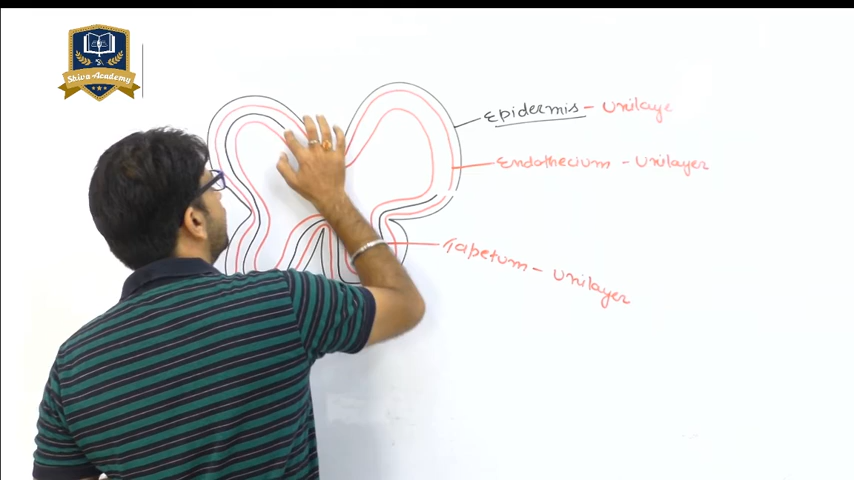 Shiva Academy
Epidermis - Unilaye
Endothecium - Unilayer
Tapetum - Unilayer